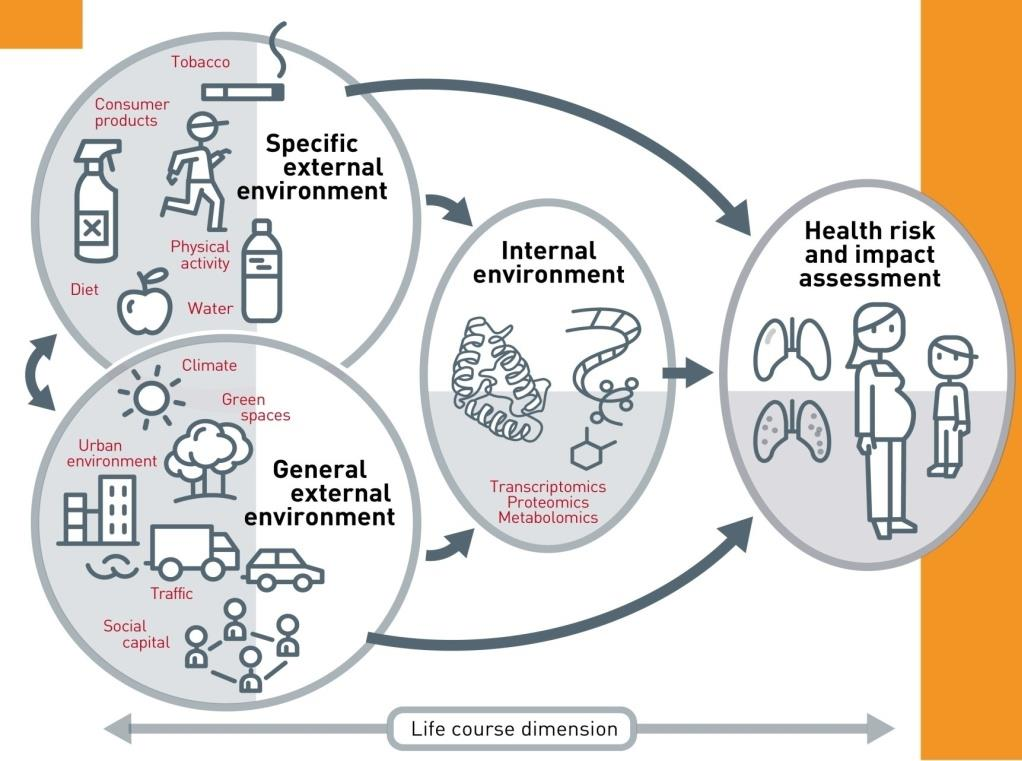 Tobacco
Consumer
products
Specific
external
environment
Physical
activity
Diet
Water
Climate
Green
spaces
Urban
environment
General
external
environment
Traffic
Social
capital
Internal
environment
Transcriptomics
Proteomics
Metabolomics
Health risk
and impact
assessment
Life course dimension